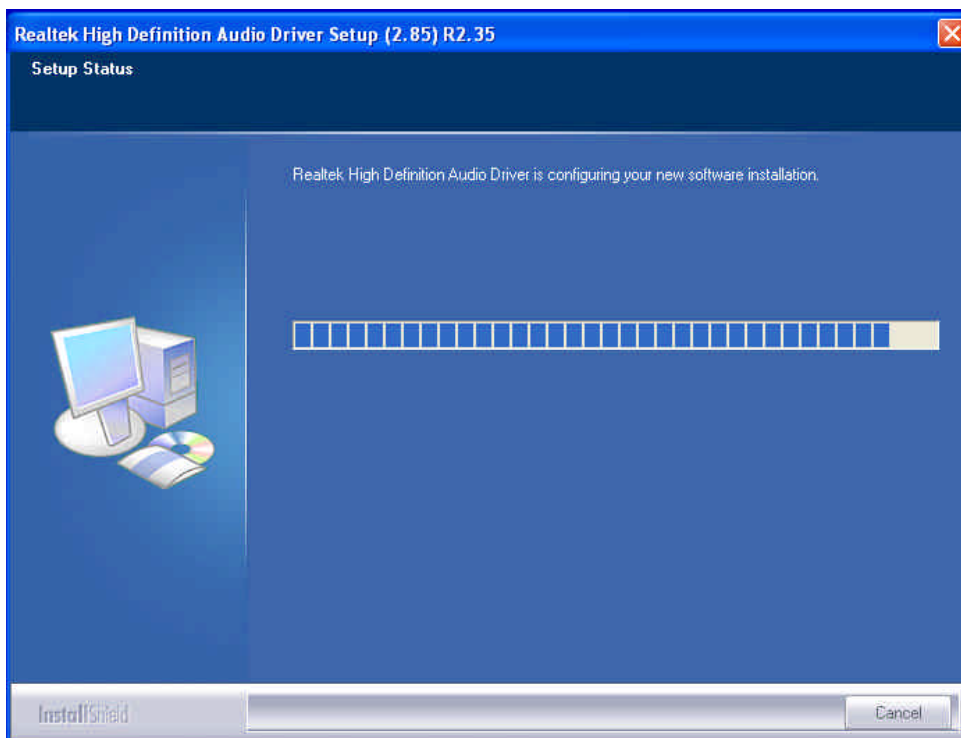 Realtek High Definition Audio Driver Setup (2.85) R2.35
Setup Status
Realtek High Definition Audio Driver is configuring your new software installation.
InstallShield
Cancel